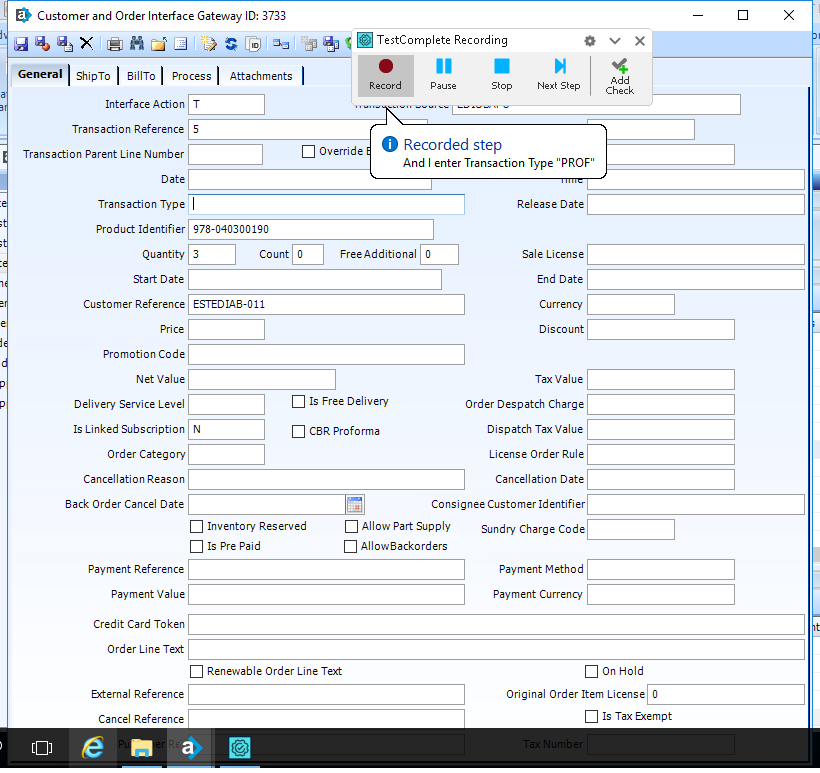 Customer and Order Interface Gateway ID: 3733
TestComplete Recording
Record
Pause
Stop
Next Step
Add Check
General
ShipTo
BillTo
Process
Attachments
Interface Action T
Transaction Reference 5
Recorded step
And I enter Transaction Type "PROF"
Transaction Parent Line Number
Override
Date
Transaction Type
Release Date
Product Identifier 978-040300190
Quantity 3 Count 0 Free Additional 0 Sale License
Start Date End Date
Customer Reference ESTEDIAB-011 Currency
Price Discount
Promotion Code
Net Value Tax Value
Delivery Service Level Is Free Delivery Order Despatch Charge
Is Linked Subscription N CBR Proforma Dispatch Tax Value
Order Category License Order Rule
Cancellation Reason Cancellation Date
Back Order Cancel Date Consignee Customer Identifier
Inventory Reserved Allow Part Supply Sundry Charge Code
Is Pre Paid AllowBackorders
Payment Reference Payment Method
Payment Value Payment Currency
Credit Card Token
Order Line Text
Renewable Order Line Text On Hold
External Reference Original Order Item License 0
Cancel Reference Is Tax Exempt
Tax Number